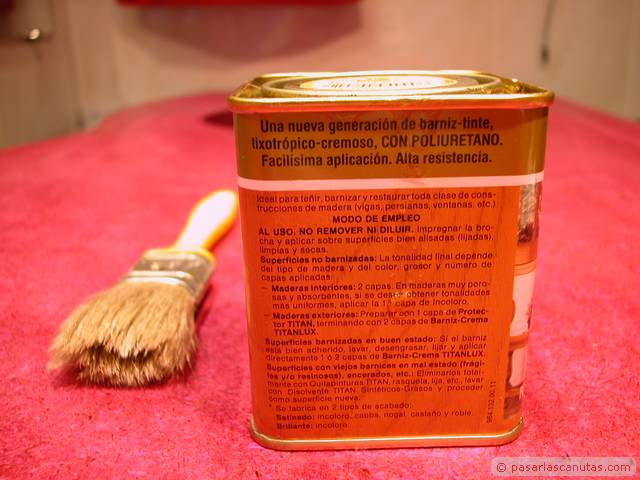 Una nueva generación de barniz-tinte,
tixotrópico-cremoso, CON POLIURETANO.
Facilísima aplicación. Alta resistencia.
Ideal para teñir, barnizar y restaurar toda clase de cons-
trucciones de madera (vigas, persianas, ventanas, etc.)
MODO DE EMPLEO
AL USO. NO REMOVER NI DILUIR. Impregnar la bro-
cha y aplicar sobre superficies bien alisadas (lijadas),
limpias y secas.
Superficies no barnizadas: La tonalidad final depende
del tipo de madera y del color, grosor y número de
capas aplicadas:
– Maderas interiores: 2 capas. En maderas muy poro-
sas y absorbentes, si se desea obtener tonalidades
más uniformes, aplicar la 1.ª capa de Incoloro.
– Maderas exteriores: Preparar con 1 capa de Protec-
tor TITAN, terminando con 2 capas de Barniz-Crema
TITANLUX.
Superficies barnizadas en buen estado: Si el barniz
está bien adherido, lavar, desengrasar, lijar y aplicar
directamente 1 ó 2 capas de Barniz-Crema TITANLUX.
Superficies con viejos barnices en mal estado (frági-
les y/o resinosos), encerados, etc.: Eliminarlos total-
mente con Quitapinturas TITAN, rasqueta, lija, etc., lavar
con Disolvente TITAN Sintéticos-Grasos y proceder
como superficie nueva.
* Se fabrica en 2 tipos de acabado:
Satinado: incoloro, caoba, nogal, castaño y roble.
Brillante: incoloro.
© pasarlascanutas.com